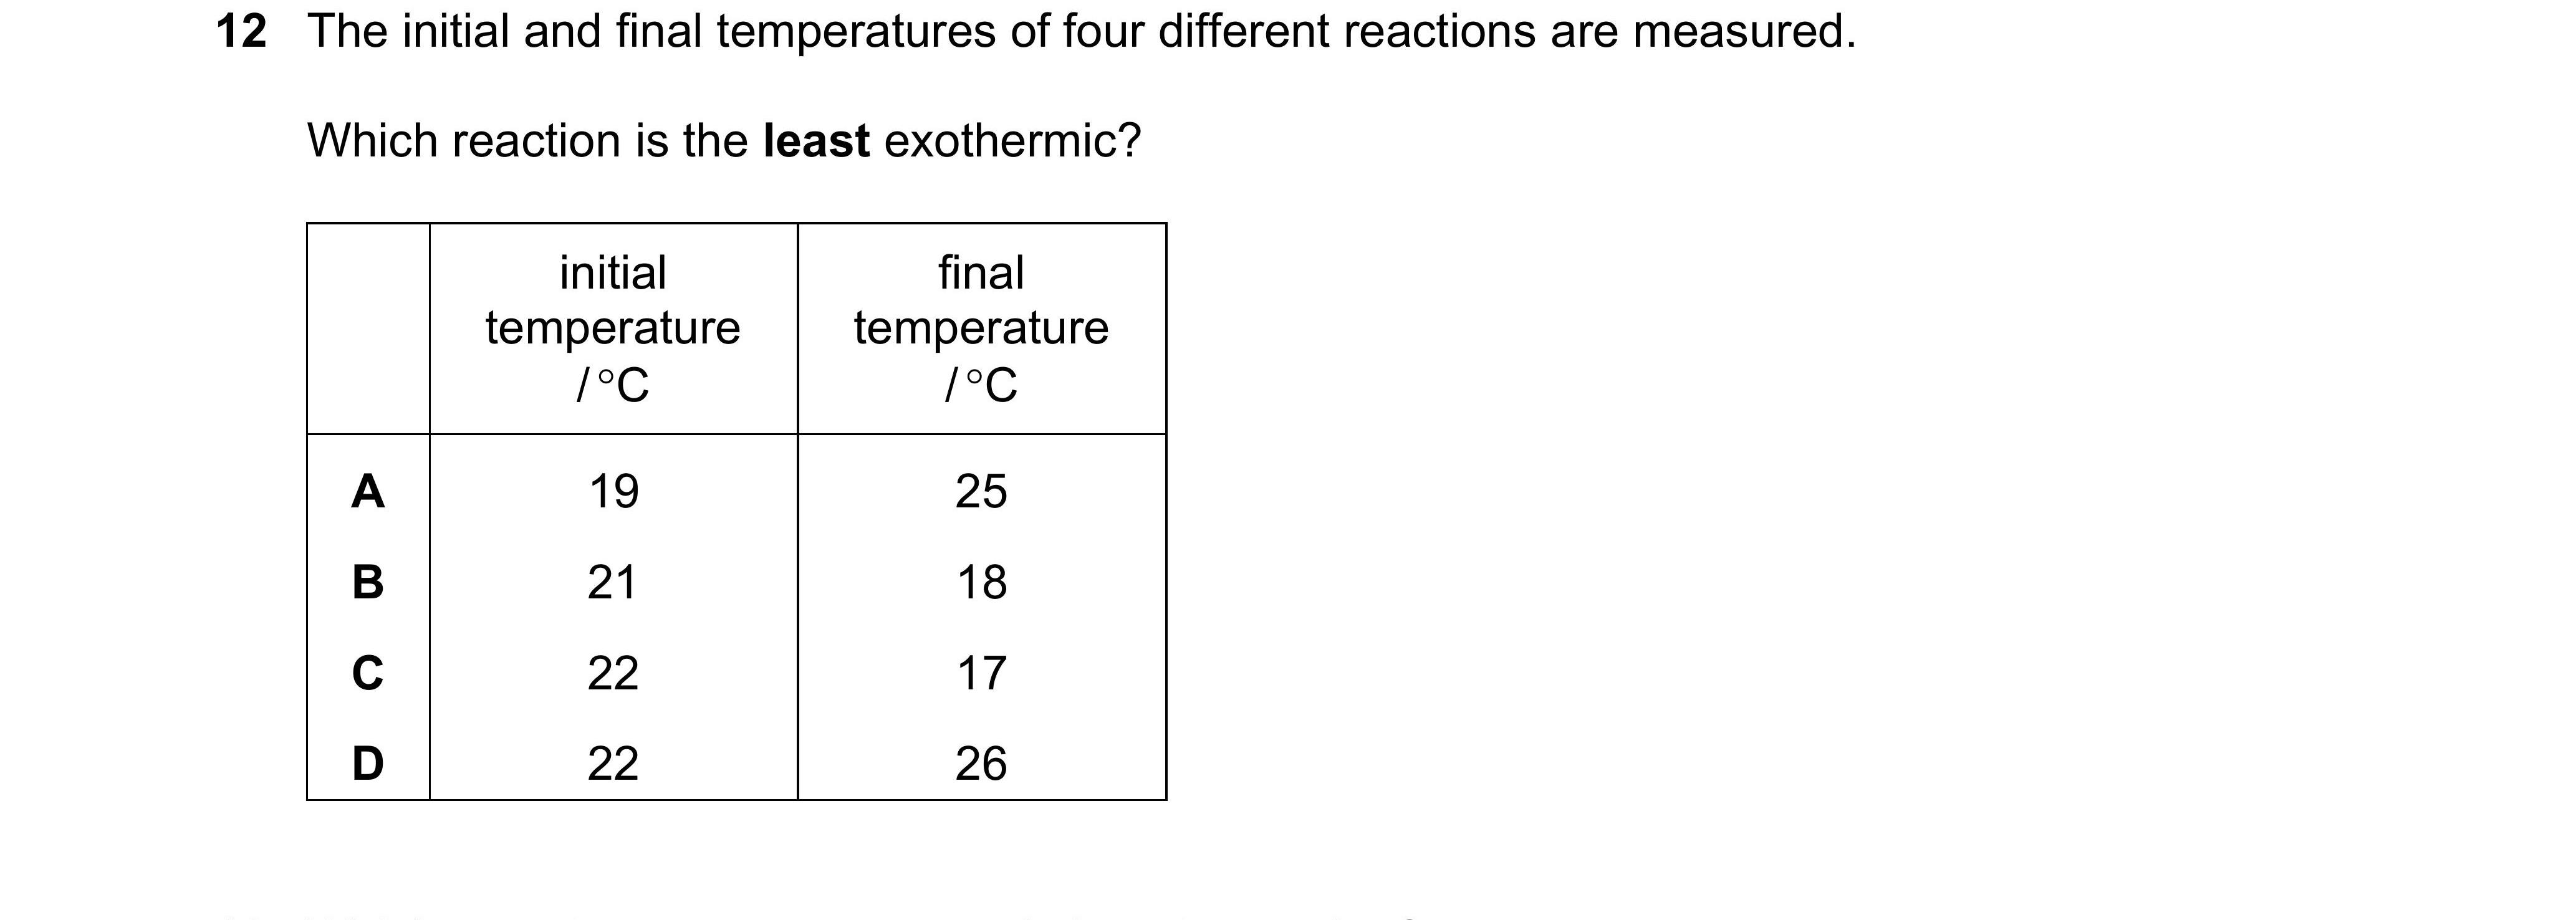 12 The initial and final temperatures of four different reactions are measured.
Which reaction is the least exothermic?
initial temperature /°C
final temperature /°C
A 19 25
B 21 18
C 22 17
D 22 26